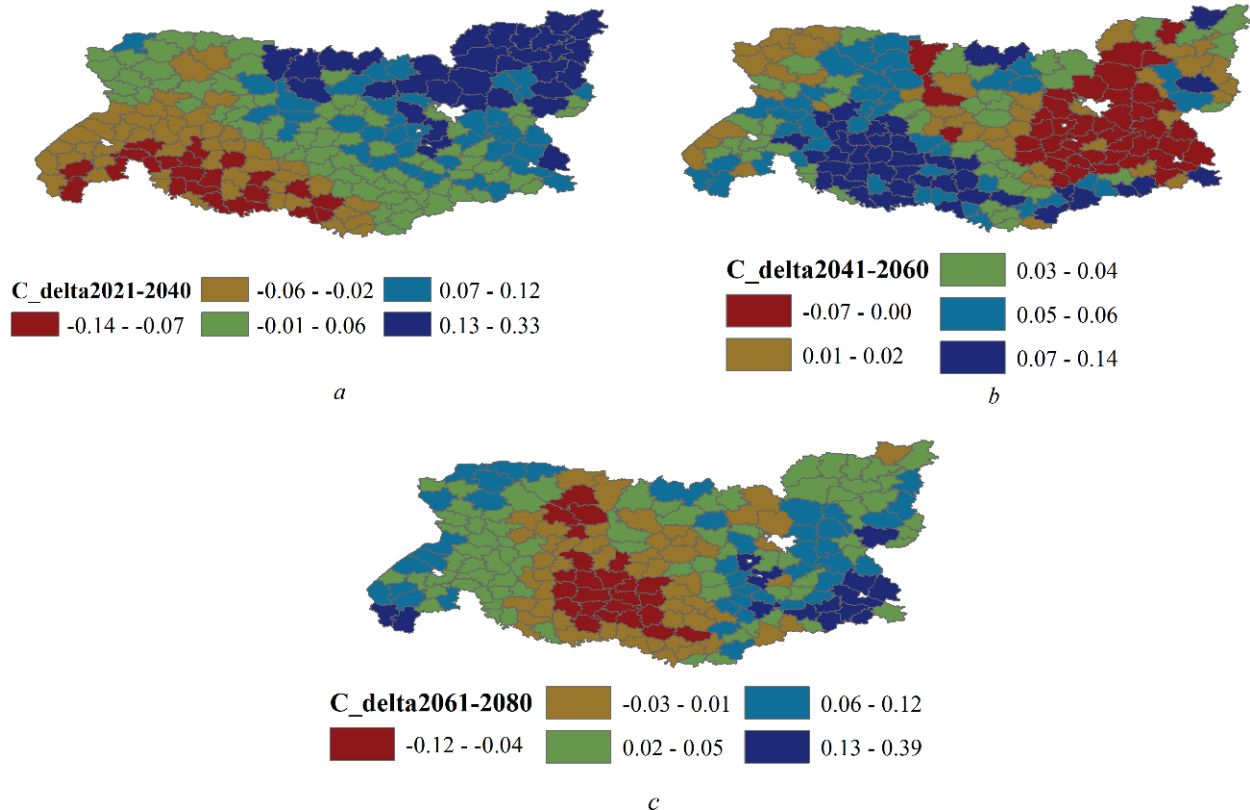 C_delta2021-2040 -0.06 - -0.02 0.07 - 0.12
-0.14 - -0.07 -0.01 - 0.06 0.13 - 0.33
a
C_delta2041-2060 0.03 - 0.04
-0.07 - 0.00 0.05 - 0.06
0.01 - 0.02 0.07 - 0.14
b
C_delta2061-2080 -0.03 - 0.01 0.06 - 0.12
-0.12 - -0.04 0.02 - 0.05 0.13 - 0.39
c